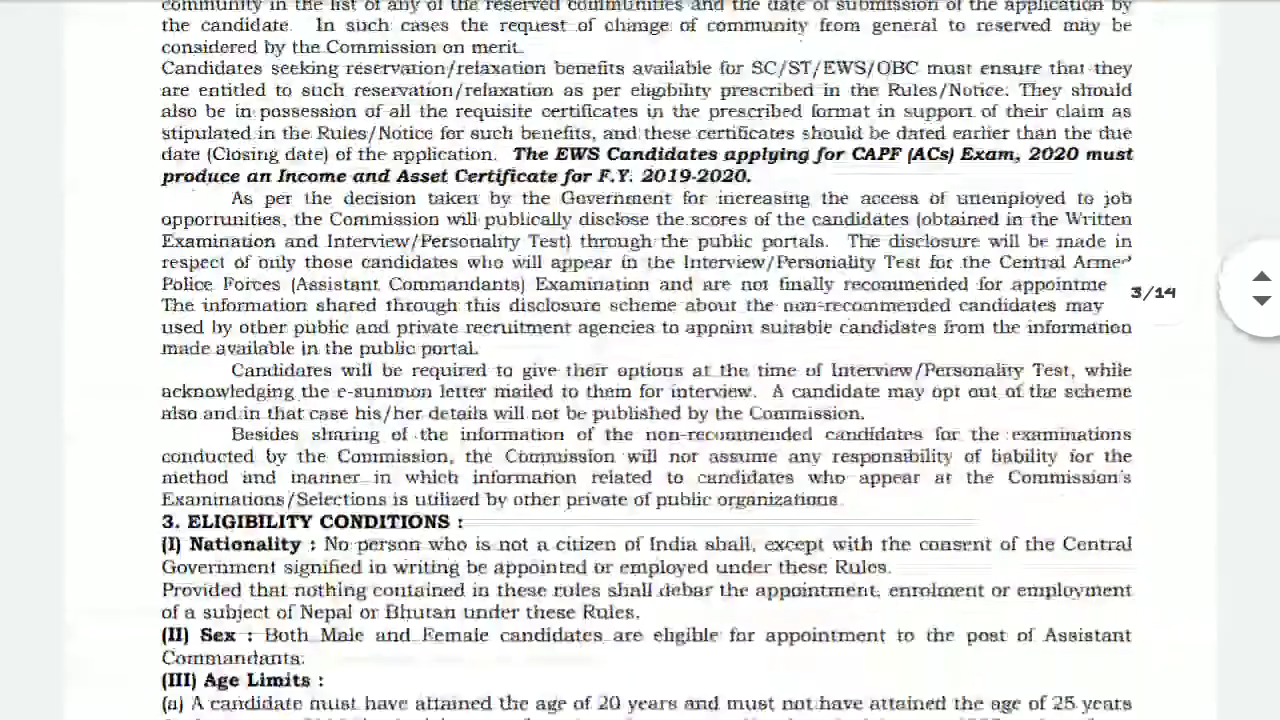 community in the list of any of the reserved communities and the date of submission of the application by
the candidate. In such cases the request of change of community from general to reserved may be
considered by the Commission on merit.
Candidates seeking reservation/relaxation benefits available for SC/ST/EWS/OBC must ensure that they
are entitled to such reservation/relaxation as per eligibility prescribed in the Rules/Notice. They should
also be in possession of all the requisite certificates in the prescribed format in support of their claim as
stipulated in the Rules/Notice for such benefits, and these certificates should be dated earlier than the due
date (Closing date) of the application. The EWS Candidates applying for CAPF (ACs) Exam, 2020 must
produce an Income and Asset Certificate for F.Y. 2019-2020.
As per the decision taken by the Government for increasing the access of unemployed to job
opportunities, the Commission will publically disclose the scores of the candidates (obtained in the Written
Examination and Interview/Personality Test) through the public portals. The disclosure will be made in
respect of only those candidates who will appear in the Interview/Personality Test for the Central Armed
Police Forces (Assistant Commandants) Examination and are not finally recommended for appointme
The information shared through this disclosure scheme about the non-recommended candidates may
3/14
used by other public and private recruitment agencies to appoint suitable candidates from the information
made available in the public portal.
Candidates will be required to give their options at the time of Interview/Personality Test, while
acknowledging the e-summon letter mailed to them for interview. A candidate may opt out of the scheme
also and in that case his/her details will not be published by the Commission.
Besides sharing of the information of the non-recommended candidates for the examinations
conducted by the Commission, the Commission will not assume any responsibility of liability for the
method and manner in which information related to candidates who appear at the Commission's
Examinations/Selections is utilized by other private of public organizations.
3. ELIGIBILITY CONDITIONS :
(I) Nationality : No person who is not a citizen of India shall, except with the consent of the Central
Government signified in writing be appointed or employed under these Rules.
Provided that nothing contained in these rules shall debar the appointment, enrolment or employment
of a subject of Nepal or Bhutan under these Rules.
(II) Sex : Both Male and Female candidates are eligible for appointment to the post of Assistant
Commandants.
(III) Age Limits :
(a) A candidate must have attained the age of 20 years and must not have attained the age of 25 years